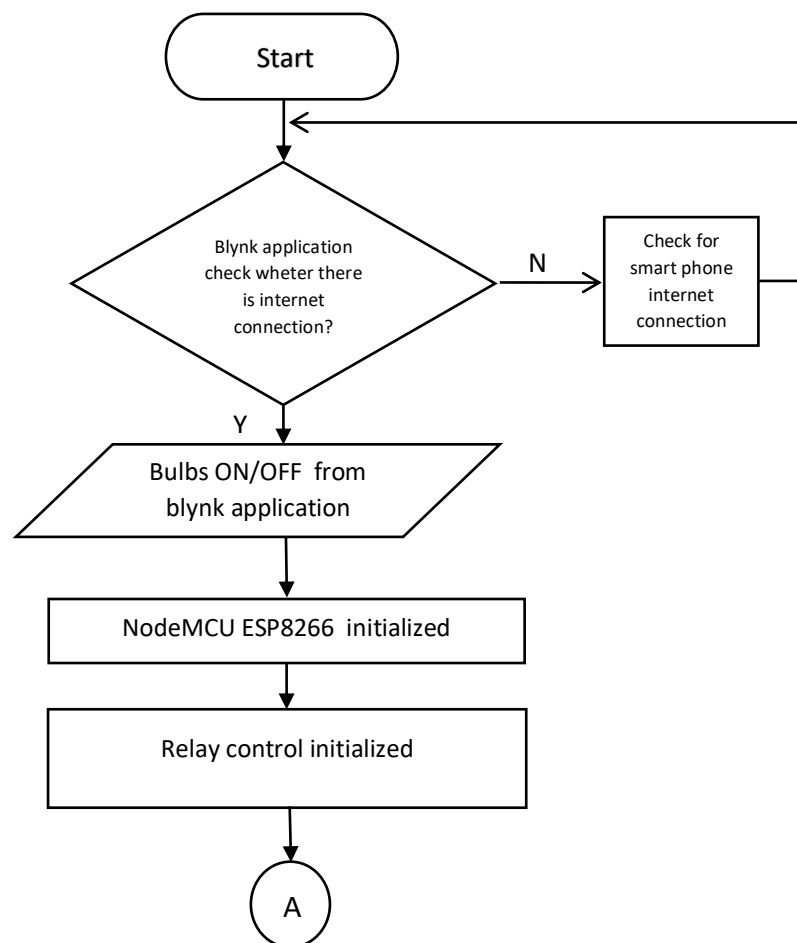 Start
Blynk application
check wheter there
is internet
connection?
N
Check for
smart phone
internet
connection
Y
Bulbs ON/OFF from
blynk application
NodeMCU ESP8266 initialized
Relay control initialized
A